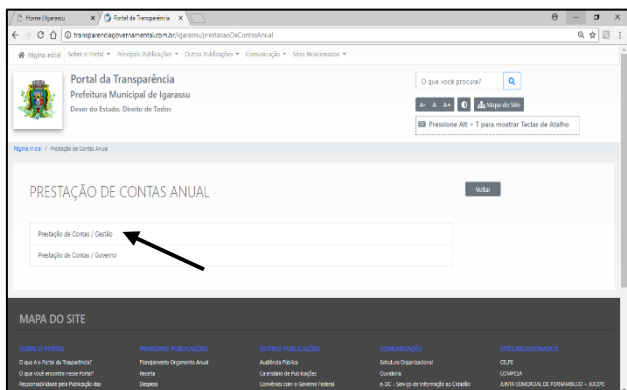 Home | Igarassu
Portal da Transparência
transparenciagovernamental.com.br/igarassu/prestacaoDeContasAnual
Página Inicial Sobre o Portal Principais Publicações Outras Publicações Comunicação Sites Relacionados
Portal da Transparência
Prefeitura Municipal de Igarassu
Dever do Estado, Direito de Todos
O que você procura?
A- A A+ Mapa do Site
Pressione Alt + T para mostrar Teclas de Atalho
Página Inicial / Prestação de Contas Anual
PRESTAÇÃO DE CONTAS ANUAL
Voltar
Prestação de Contas / Gestão
Prestação de Contas / Governo
MAPA DO SITE
SOBRE O PORTAL PRINCIPAIS PUBLICAÇÕES OUTRAS PUBLICAÇÕES COMUNICAÇÃO SITES RELACIONADOS
O que é o Portal da Trasparência? Planejamento Orçamento Anual Audiência Pública Estrutura Organizacional CELPE
O que você encontra nesse Portal? Receita Calendário de Publicações Ouvidoria COMPESA
Responsabilidade pela Publicação das Despesa Convênios com o Governo Federal e-SIC - Serviço de Informação ao Cidadão JUNTA COMERCIAL DE PERNAMBUCO - JUCEPE